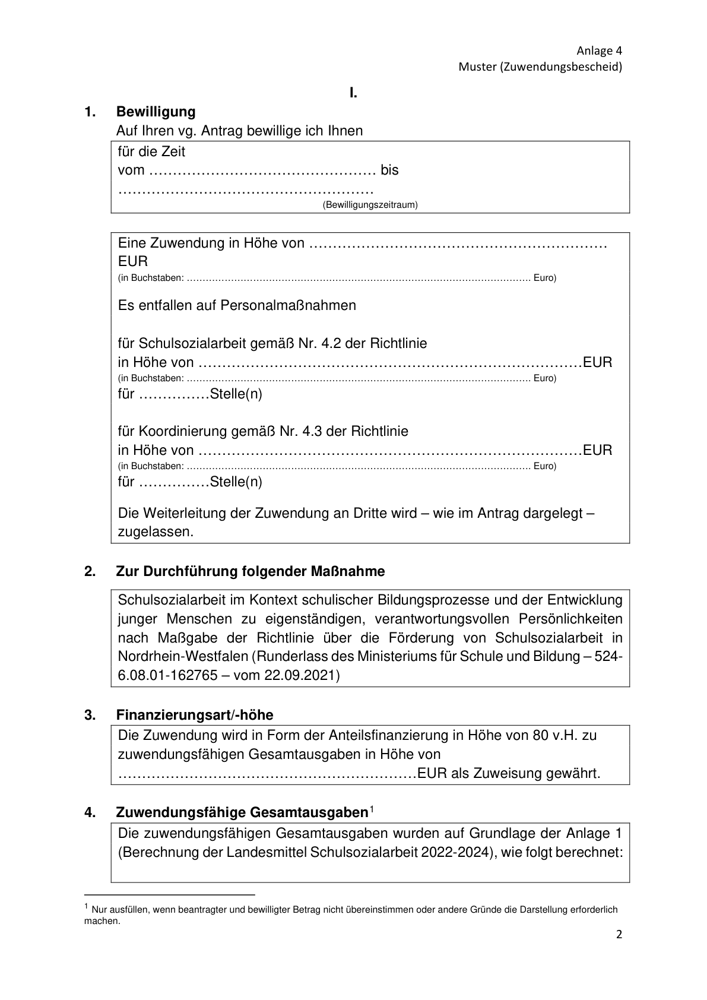 Anlage 4
Muster (Zuwendungsbescheid)
I.
1. Bewilligung
Auf Ihren vg. Antrag bewillige ich Ihnen
für die Zeit
vom ………………………………………… bis
………………………………………………
(Bewilligungszeitraum)
Eine Zuwendung in Höhe von ………………………………………………………
EUR
(in Buchstaben: ………………………………………………………………………………………………. Euro)
Es entfallen auf Personalmaßnahmen
für Schulsozialarbeit gemäß Nr. 4.2 der Richtlinie
in Höhe von ………………………………………………………………………EUR
(in Buchstaben: ………………………………………………………………………………………………. Euro)
für ……………Stelle(n)
für Koordinierung gemäß Nr. 4.3 der Richtlinie
in Höhe von ………………………………………………………………………EUR
(in Buchstaben: ………………………………………………………………………………………………. Euro)
für ……………Stelle(n)
Die Weiterleitung der Zuwendung an Dritte wird – wie im Antrag dargelegt –
zugelassen.
2. Zur Durchführung folgender Maßnahme
Schulsozialarbeit im Kontext schulischer Bildungsprozesse und der Entwicklung
junger Menschen zu eigenständigen, verantwortungsvollen Persönlichkeiten
nach Maßgabe der Richtlinie über die Förderung von Schulsozialarbeit in
Nordrhein-Westfalen (Runderlass des Ministeriums für Schule und Bildung – 524-
6.08.01-162765 – vom 22.09.2021)
3. Finanzierungsart/-höhe
Die Zuwendung wird in Form der Anteilsfinanzierung in Höhe von 80 v.H. zu
zuwendungsfähigen Gesamtausgaben in Höhe von
………………………………………………………EUR als Zuweisung gewährt.
4. Zuwendungsfähige Gesamtausgaben¹
Die zuwendungsfähigen Gesamtausgaben wurden auf Grundlage der Anlage 1
(Berechnung der Landesmittel Schulsozialarbeit 2022-2024), wie folgt berechnet:
¹ Nur ausfüllen, wenn beantragter und bewilligter Betrag nicht übereinstimmen oder andere Gründe die Darstellung erforderlich
machen.
2